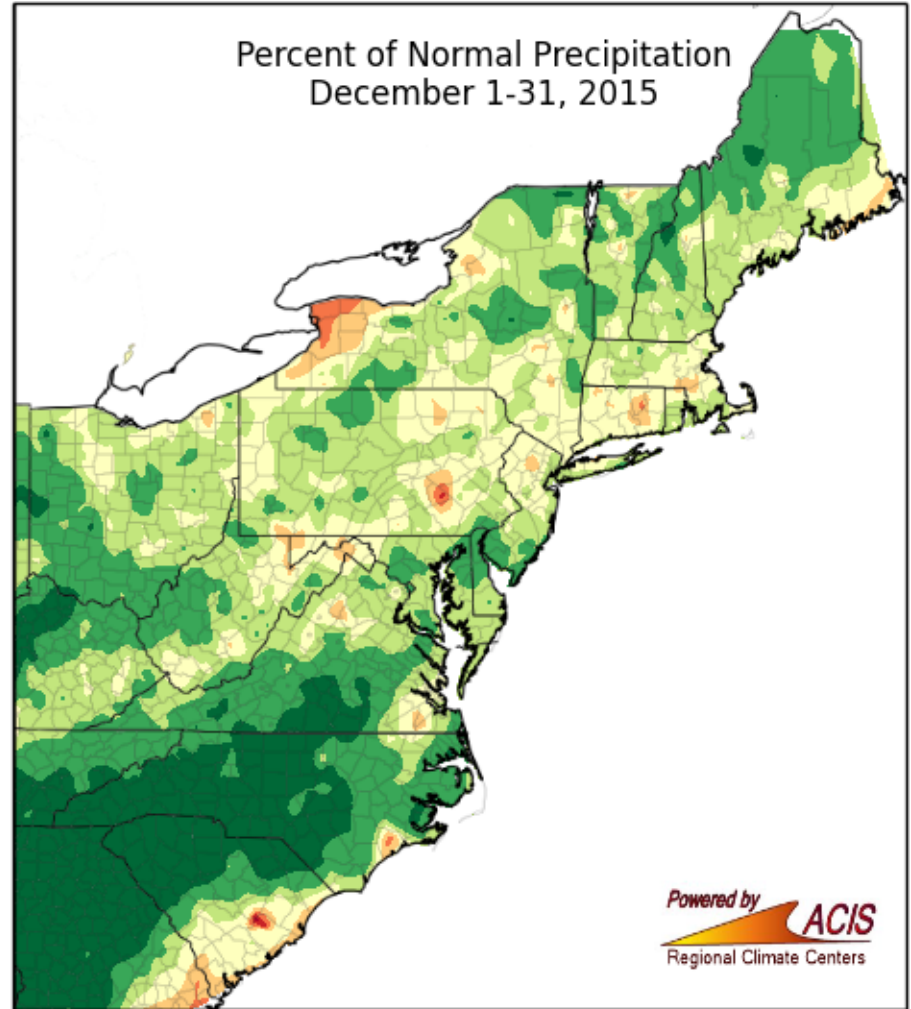 Percent of Normal Precipitation
December 1-31, 2015
Powered by
ACIS
Regional Climate Centers